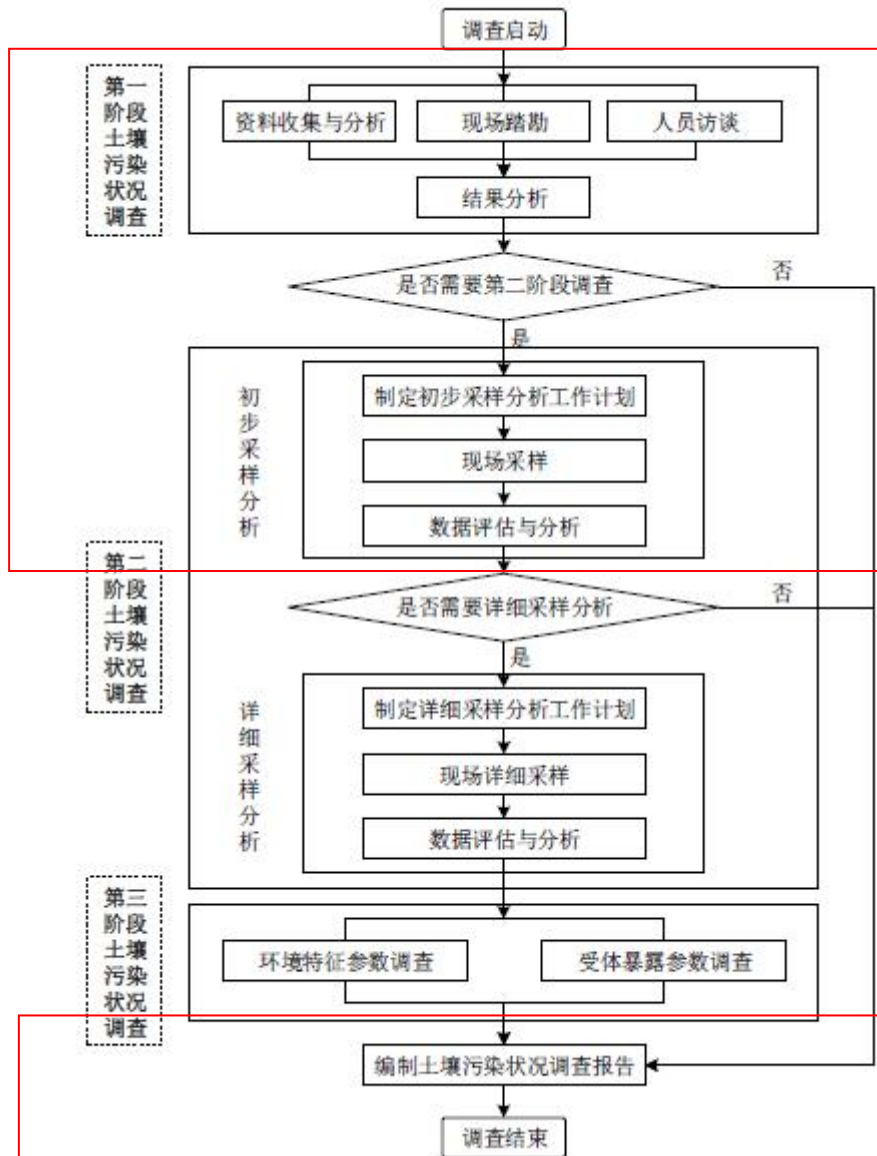 调查启动
第一
阶段
土壤
污染
状况
调查
资料收集与分析
现场踏勘
人员访谈
结果分析
是否需要第二阶段调查
否
是
初
步
采
样
分
析
制定初步采样分析工作计划
现场采样
数据评估与分析
第二
阶段
土壤
污染
状况
调查
是否需要详细采样分析
否
是
详
细
采
样
分
析
制定详细采样分析工作计划
现场详细采样
数据评估与分析
第三
阶段
土壤
污染
状况
调查
环境特征参数调查
受体暴露参数调查
编制土壤污染状况调查报告
调查结束